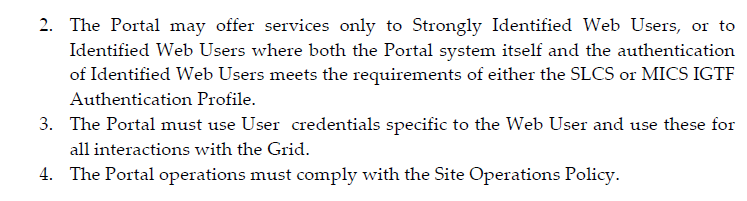 2. The Portal may offer services only to Strongly Identified Web Users, or to
Identified Web Users where both the Portal system itself and the authentication
of Identified Web Users meets the requirements of either the SLCS or MICS IGTF
Authentication Profile.
3. The Portal must use User credentials specific to the Web User and use these for
all interactions with the Grid.
4. The Portal operations must comply with the Site Operations Policy.